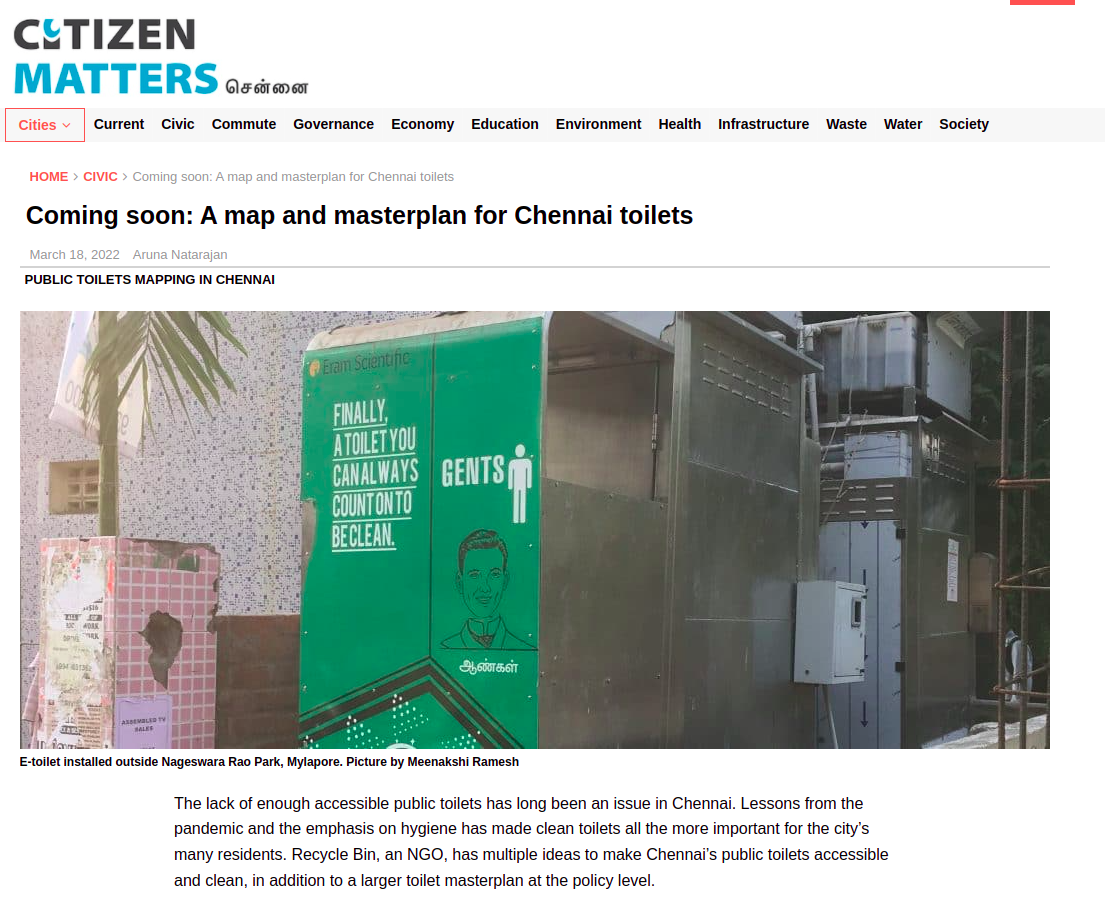 CITIZEN
MATTERS சென்னை
Cities Current Civic Commute Governance Economy Education Environment Health Infrastructure Waste Water Society
HOME > CIVIC > Coming soon: A map and masterplan for Chennai toilets
Coming soon: A map and masterplan for Chennai toilets
March 18, 2022 Aruna Natarajan
PUBLIC TOILETS MAPPING IN CHENNAI
Eram Scientific
FINALLY,
A TOILET YOU
CAN ALWAYS
COUNT ON TO
BE CLEAN.
GENTS
ஆண்கள்
ASSEMBLED TV
SALES
E-toilet installed outside Nageswara Rao Park, Mylapore. Picture by Meenakshi Ramesh
The lack of enough accessible public toilets has long been an issue in Chennai. Lessons from the
pandemic and the emphasis on hygiene has made clean toilets all the more important for the city’s
many residents. Recycle Bin, an NGO, has multiple ideas to make Chennai’s public toilets accessible
and clean, in addition to a larger toilet masterplan at the policy level.